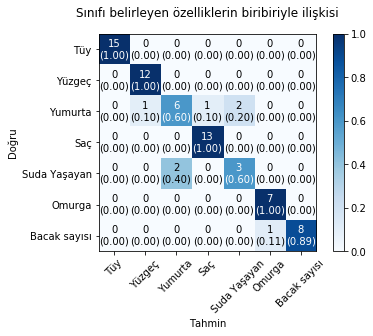 Sınıfı belirleyen özelliklerin biribiriyle ilişkisi
Doğru
Tüy 15 0 0 0 0 0 0
(1.00) (0.00) (0.00) (0.00) (0.00) (0.00) (0.00)
Yüzgeç 0 12 0 0 0 0 0
(0.00) (1.00) (0.00) (0.00) (0.00) (0.00) (0.00)
Yumurta 0 1 6 1 2 0 0
(0.00) (0.10) (0.60) (0.10) (0.20) (0.00) (0.00)
Saç 0 0 0 13 0 0 0
(0.00) (0.00) (0.00) (1.00) (0.00) (0.00) (0.00)
Suda Yaşayan 0 0 2 0 3 0 0
(0.00) (0.00) (0.40) (0.00) (0.60) (0.00) (0.00)
Omurga 0 0 0 0 0 7 0
(0.00) (0.00) (0.00) (0.00) (0.00) (1.00) (0.00)
Bacak sayısı 0 0 0 0 0 1 8
(0.00) (0.00) (0.00) (0.00) (0.00) (0.11) (0.89)
Tüy Yüzgeç Yumurta Saç Suda Yaşayan Omurga Bacak sayısı
Tahmin
1.0
0.8
0.6
0.4
0.2
0.0